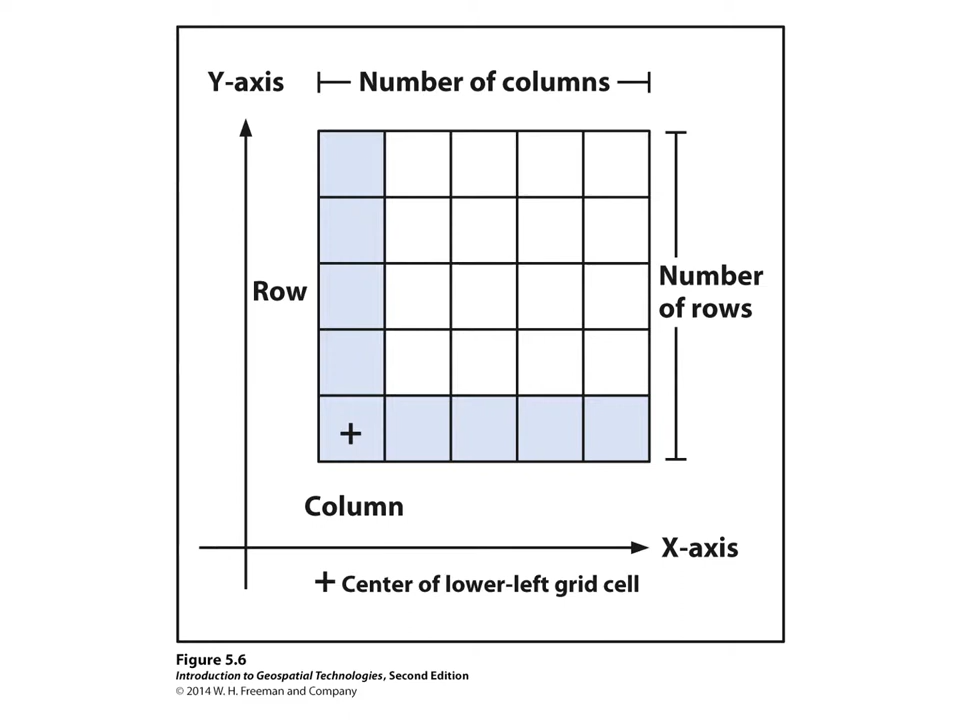 Y-axis
Number of columns
Row
Number
of rows
+
Column
X-axis
+ Center of lower-left grid cell
Figure 5.6
Introduction to Geospatial Technologies, Second Edition
© 2014 W. H. Freeman and Company